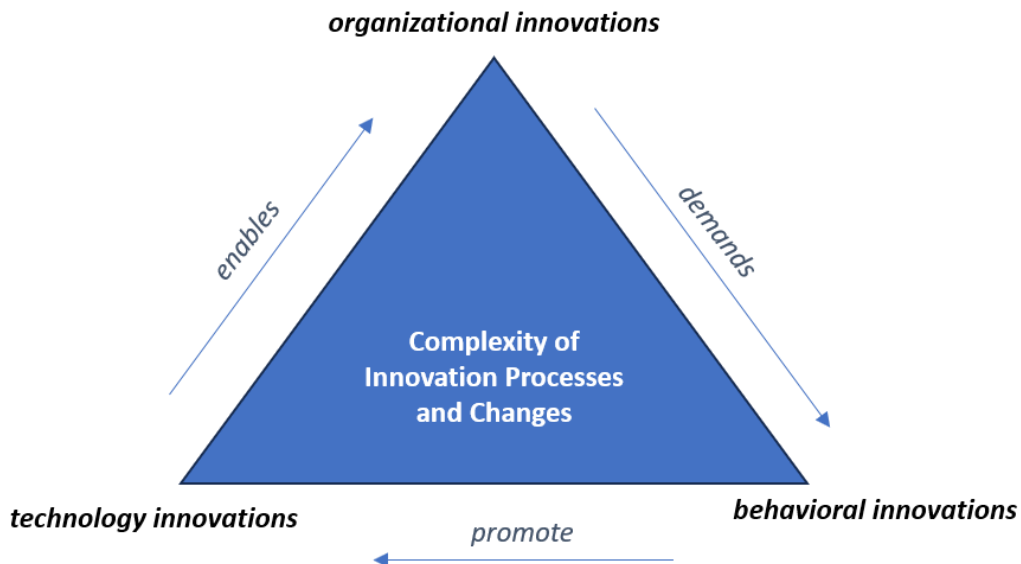 organizational innovations
enables
demands
Complexity of
Innovation Processes
and Changes
technology innovations
behavioral innovations
promote